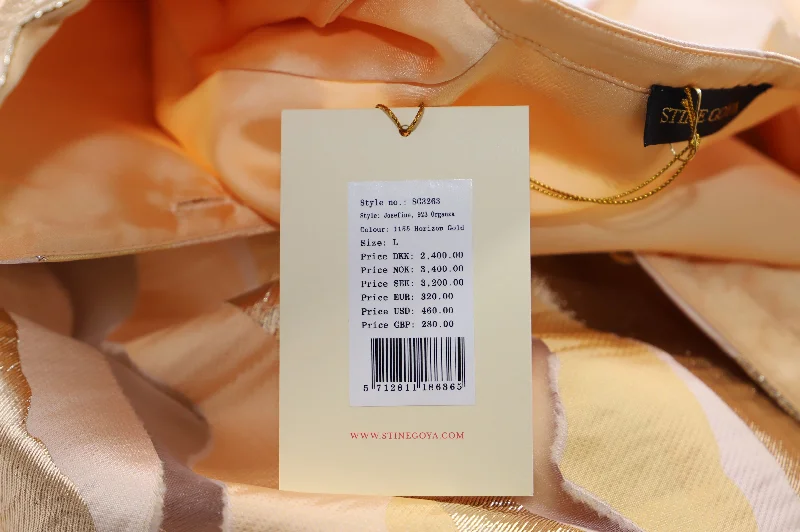 STINE GOYA
Style no.: SG3263
Style: Josefine, 923 Organza
Colour: 1185 Horizon Gold
Size: L
Price DKK: 2,400.00
Price NOK: 3,400.00
Price SEK: 3,200.00
Price EUR: 320.00
Price USD: 460.00
Price GBP: 280.00
5 712811 186365
WWW.STINEGOYA.COM